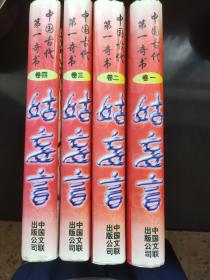 中国古代
第一奇书
卷四
姑妄言
中国文联
出版公司
中国古代
第一奇书
卷三
姑妄言
中国文联
出版公司
中国古代
第一奇书
卷二
姑妄言
中国文联
出版公司
中国古代
第一奇书
卷一
姑妄言
中国文联
出版公司